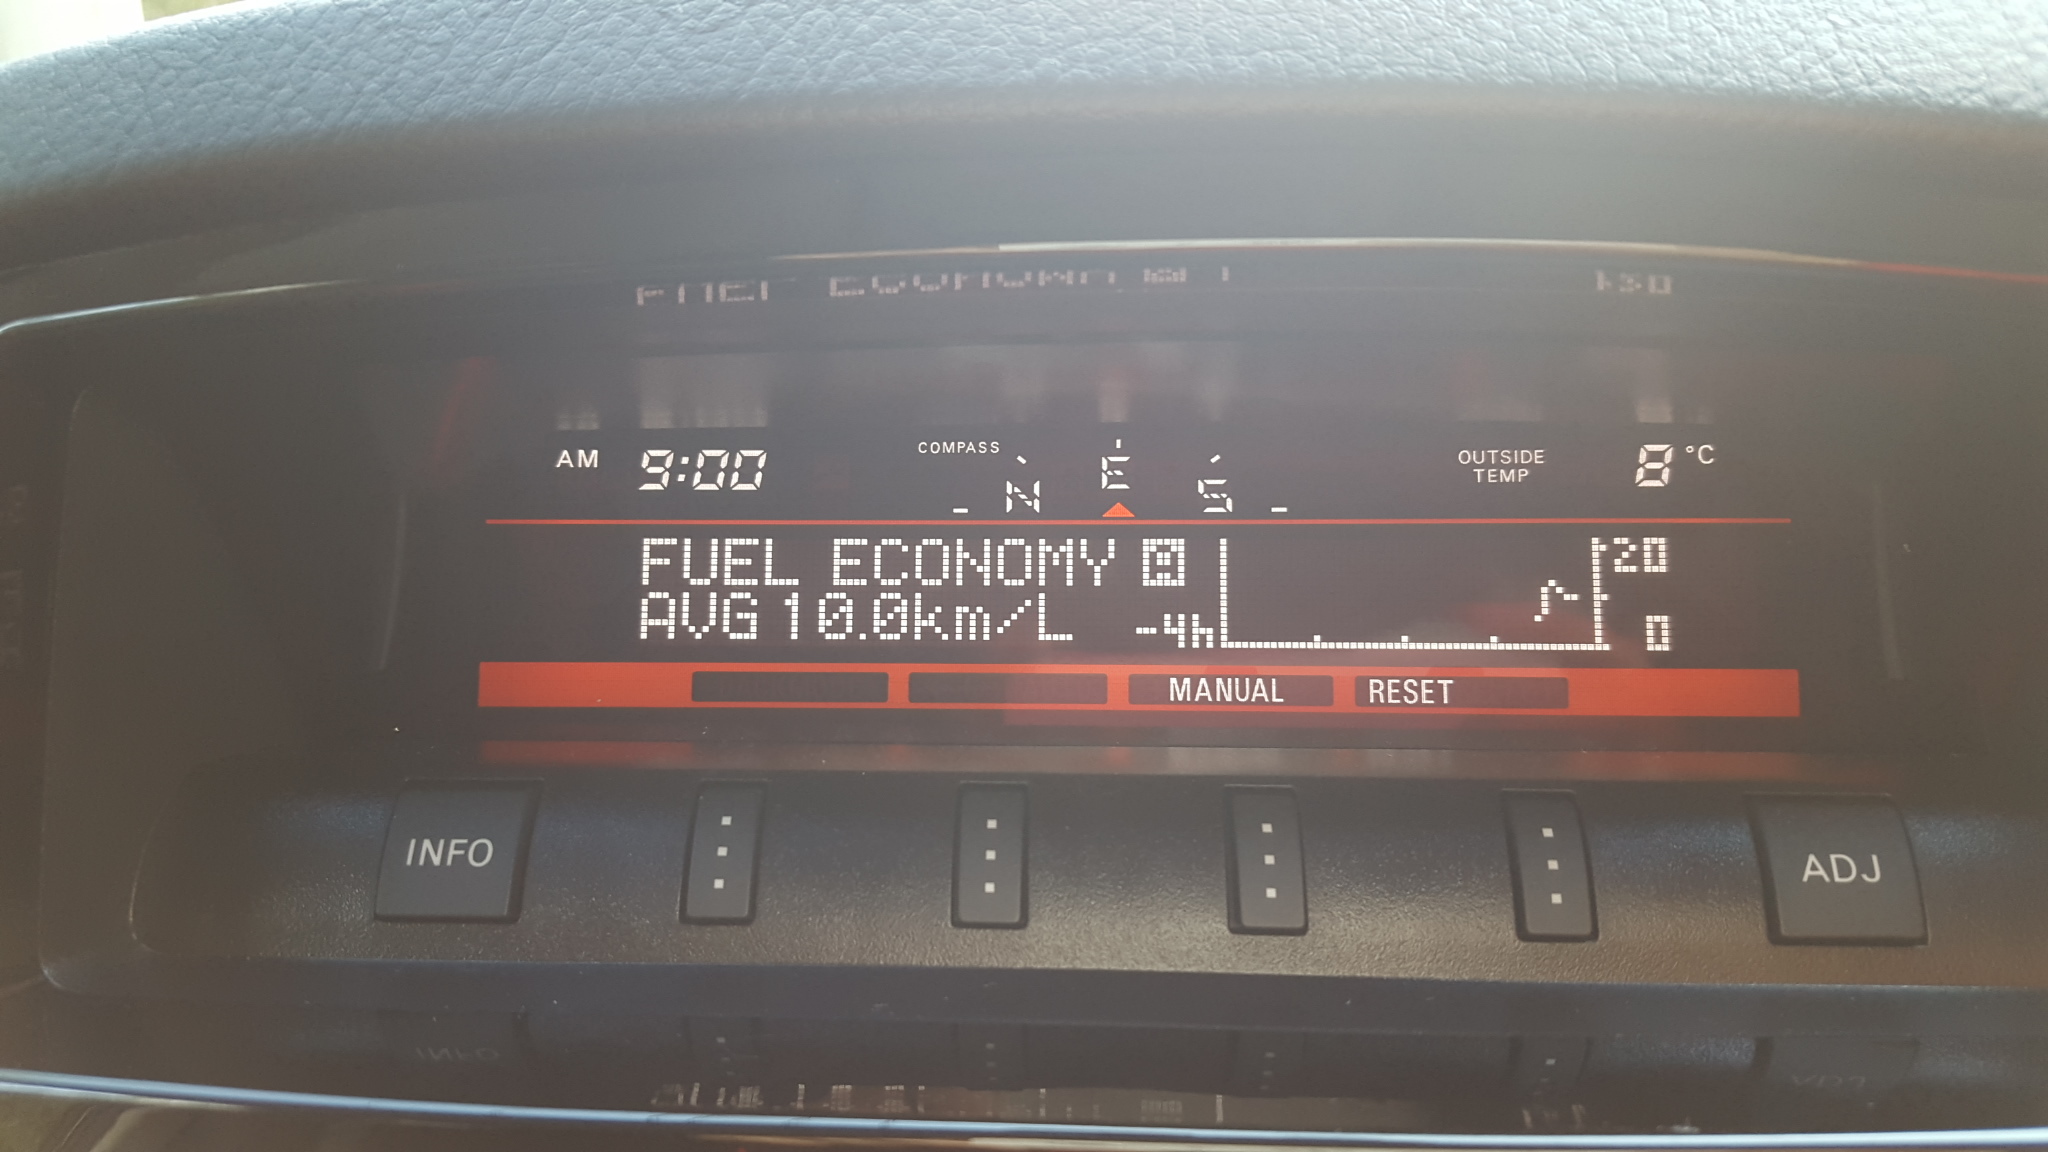 AM 9:00 COMPASS N E S OUTSIDE TEMP 8 °C
FUEL ECONOMY 20
AVG 10.0km/L -4h 0
MANUAL RESET
INFO ADJ